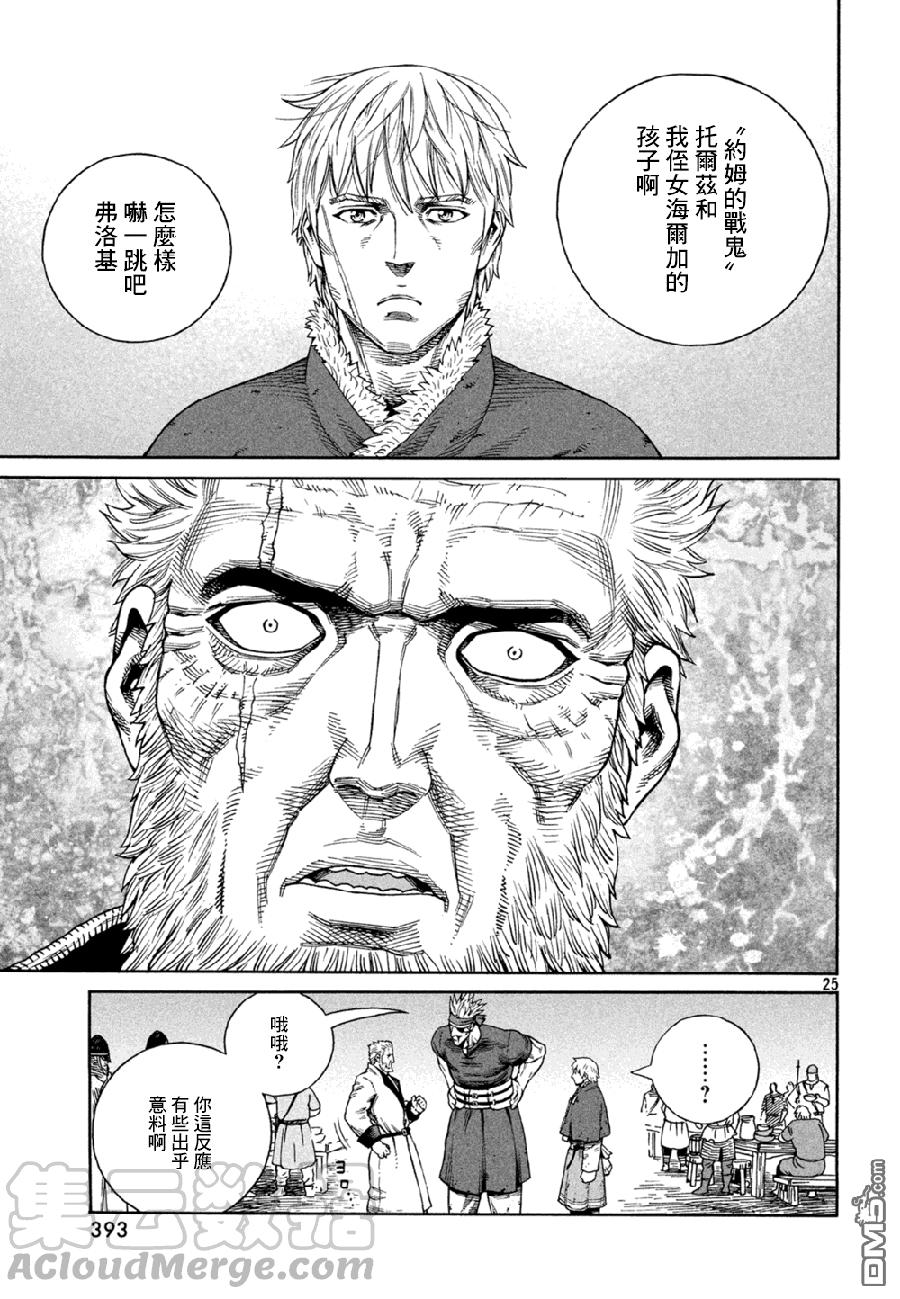 〝約姆的戰鬼〞
托爾茲和
我侄女海爾加的
孩子啊
怎麼樣
嚇一跳吧
弗洛基
25
……?
哦哦?
你這反應
有些出乎
意料啊
393
集云数据
ACloudMerge.com
DM5.com